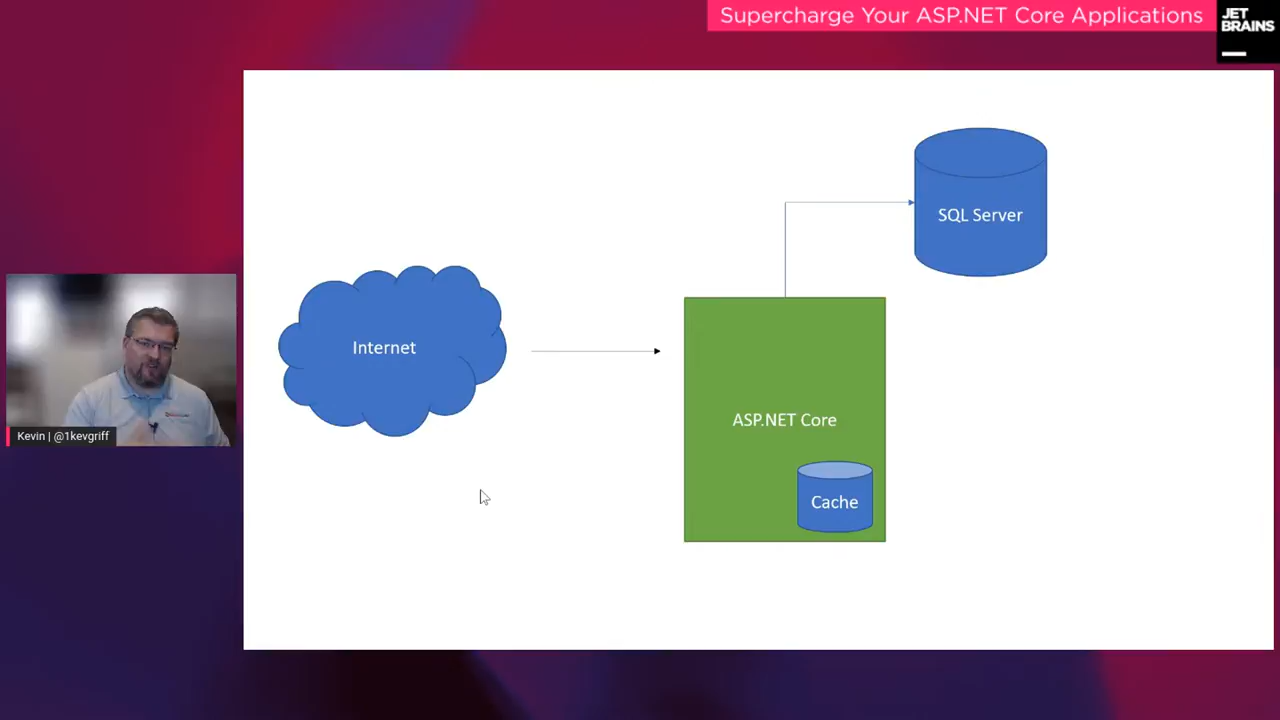 Supercharge Your ASP.NET Core Applications
JET
BRAINS
SQL Server
Internet
ASP.NET Core
Cache
Kevin | @1kevgriff